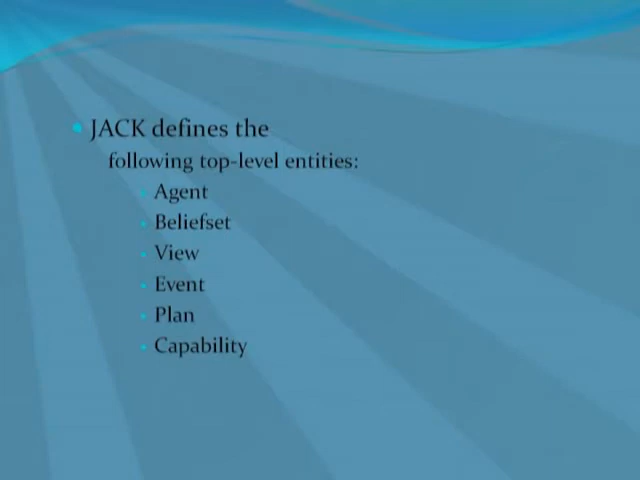 JACK defines the
following top-level entities:
Agent
Beliefset
View
Event
Plan
Capability